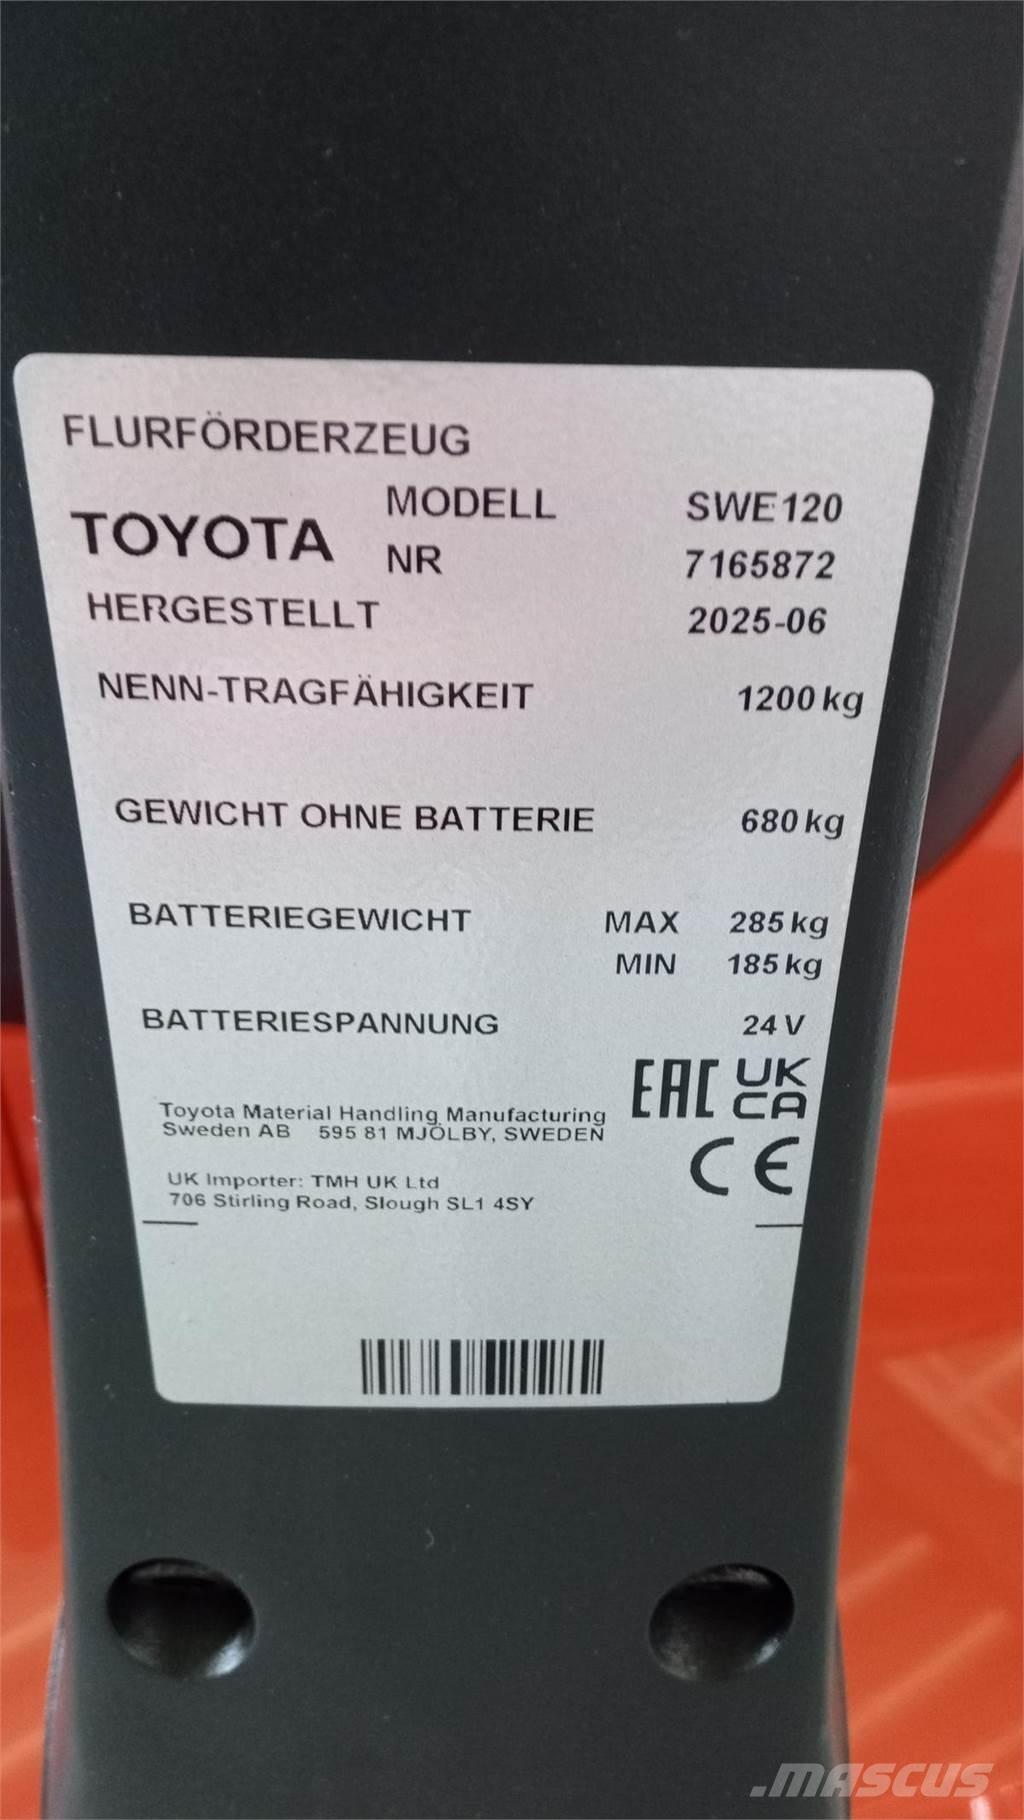 FLURFÖRDERZEUG
TOYOTA MODELL SWE120
NR 7165872
HERGESTELLT 2025-06
NENN-TRAGFÄHIGKEIT 1200 kg
GEWICHT OHNE BATTERIE 680 kg
BATTERIEGEWICHT MAX 285 kg
MIN 185 kg
BATTERIESPANNUNG 24 V
EAC UK
CA
Toyota Material Handling Manufacturing
Sweden AB 595 81 MJÖLBY, SWEDEN
CE
UK Importer: TMH UK Ltd
706 Stirling Road, Slough SL1 4SY
.MASCUS